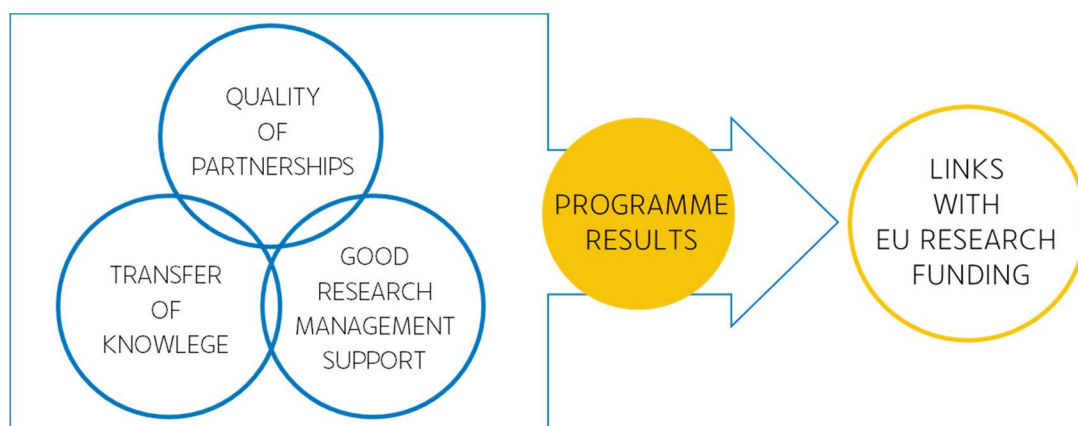 QUALITY
OF
PARTNERSHIPS
TRANSFER
OF
KNOWLEGE
GOOD
RESEARCH
MANAGEMENT
SUPPORT
PROGRAMME
RESULTS
LINKS
WITH
EU RESEARCH
FUNDING